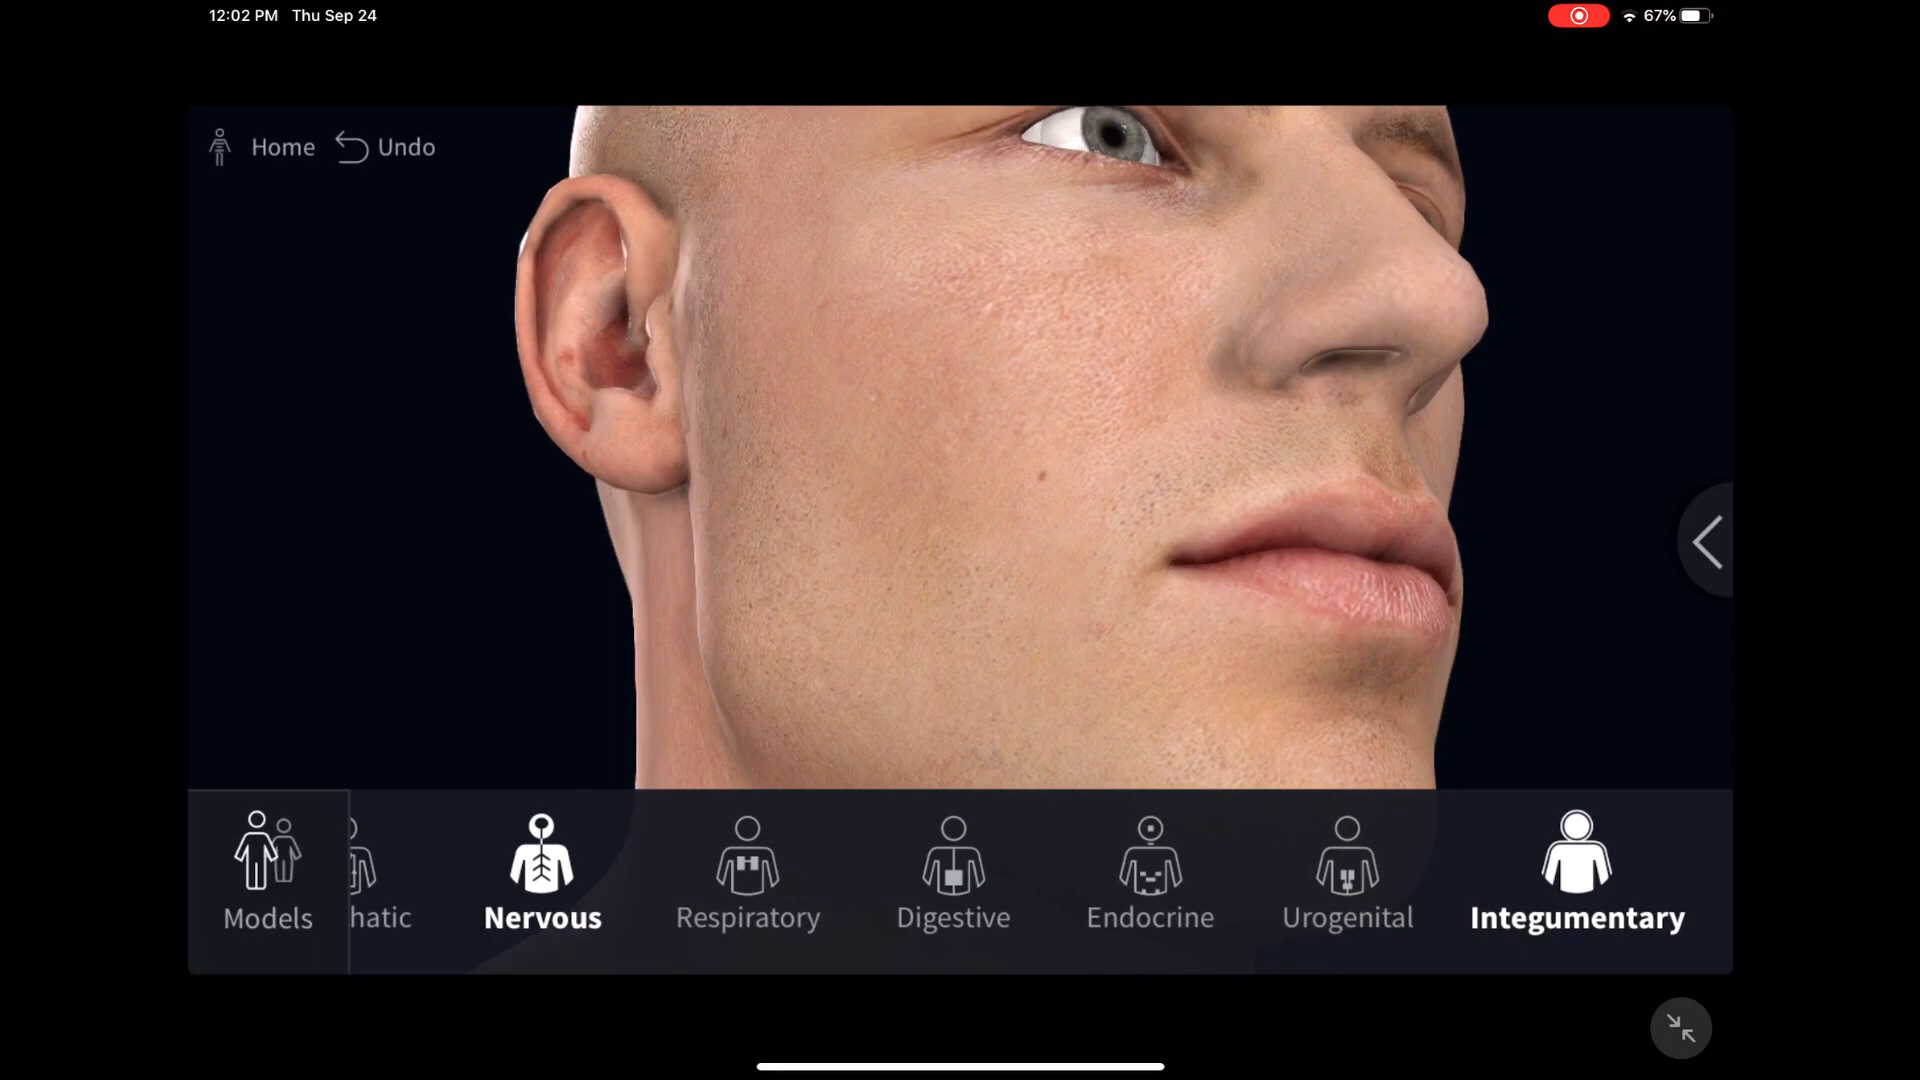 12:02 PM Thu Sep 24
67%
Home Undo
Models
hatic
Nervous
Respiratory
Digestive
Endocrine
Urogenital
Integumentary